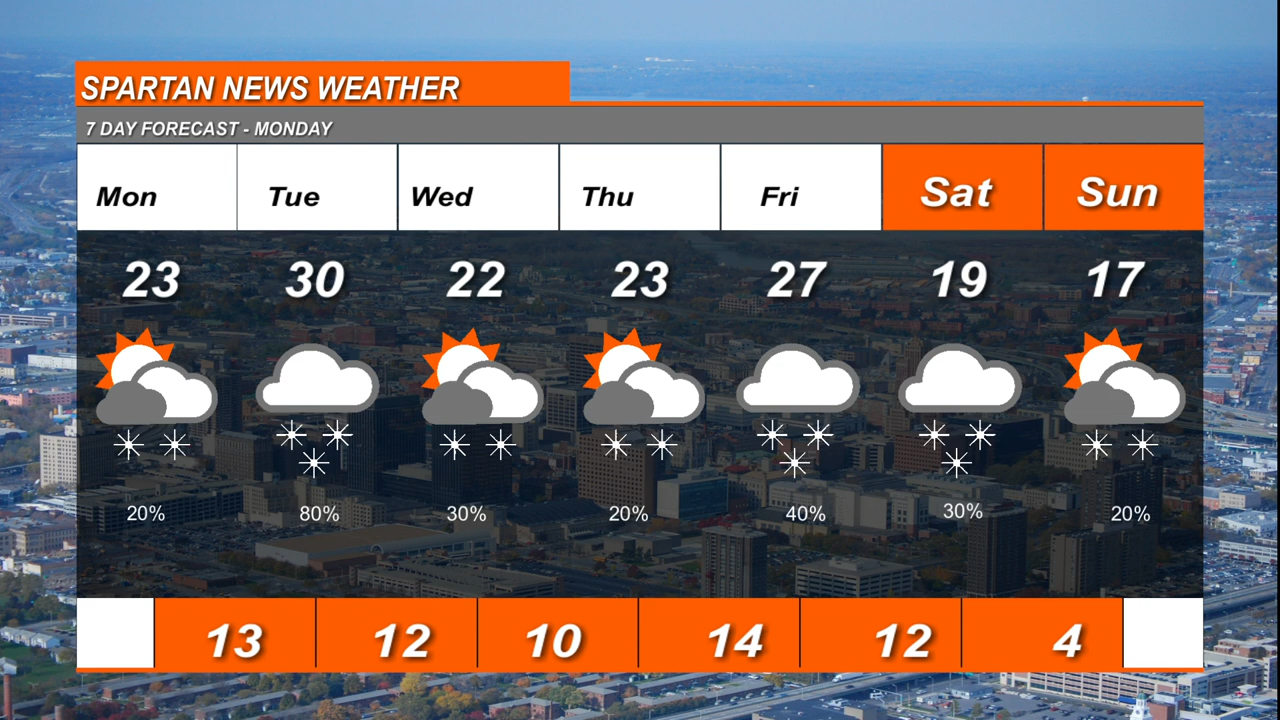 SPARTAN NEWS WEATHER
7 DAY FORECAST - MONDAY
Mon Tue Wed Thu Fri Sat Sun
23 30 22 23 27 19 17
20% 80% 30% 20% 40% 30% 20%
13 12 10 14 12 4